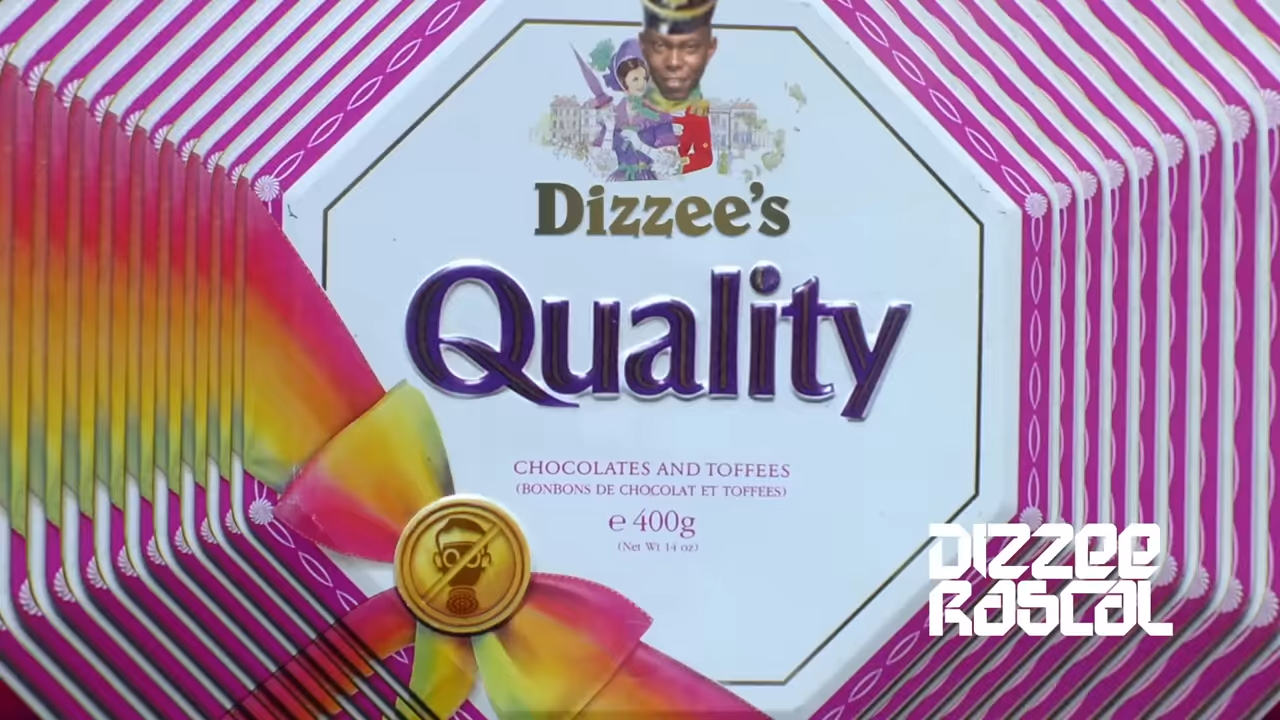 Dizzee's
Quality
CHOCOLATES AND TOFFEES
(BONBONS DE CHOCOLAT ET TOFFEES)
℮ 400g
(Net Wt 14 oz)
DIZZEE
RASCAL